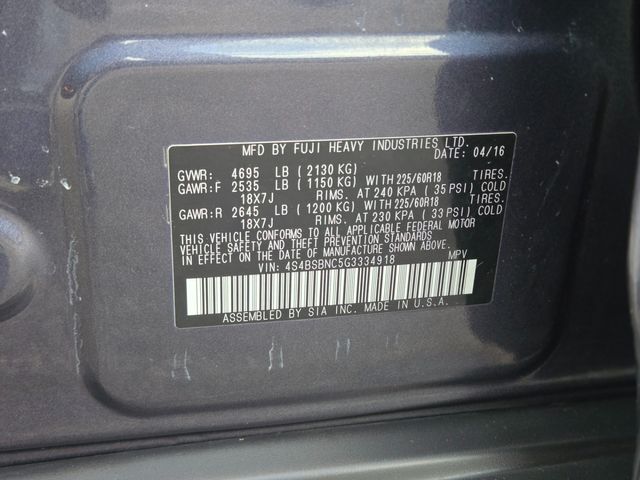 MFD BY FUJI HEAVY INDUSTRIES LTD.
DATE: 04/16
GVWR: 4695 LB (2130 KG)
GAWR:F 2535 LB (1150 KG) WITH 225/60R18 TIRES.
18X7J RIMS. AT 240 KPA (35 PSI) COLD
GAWR:R 2645 LB (1200 KG) WITH 225/60R18 TIRES.
18X7J RIMS. AT 230 KPA (33 PSI) COLD
THIS VEHICLE CONFORMS TO ALL APPLICABLE FEDERAL MOTOR
VEHICLE SAFETY, BUMPER, AND THEFT PREVENTION STANDARDS
IN EFFECT ON THE DATE OF MANUFACTURE SHOWN ABOVE.
VIN: 4S4BSBNC5G3334918 MPV
ASSEMBLED BY SIA INC. MADE IN U.S.A.